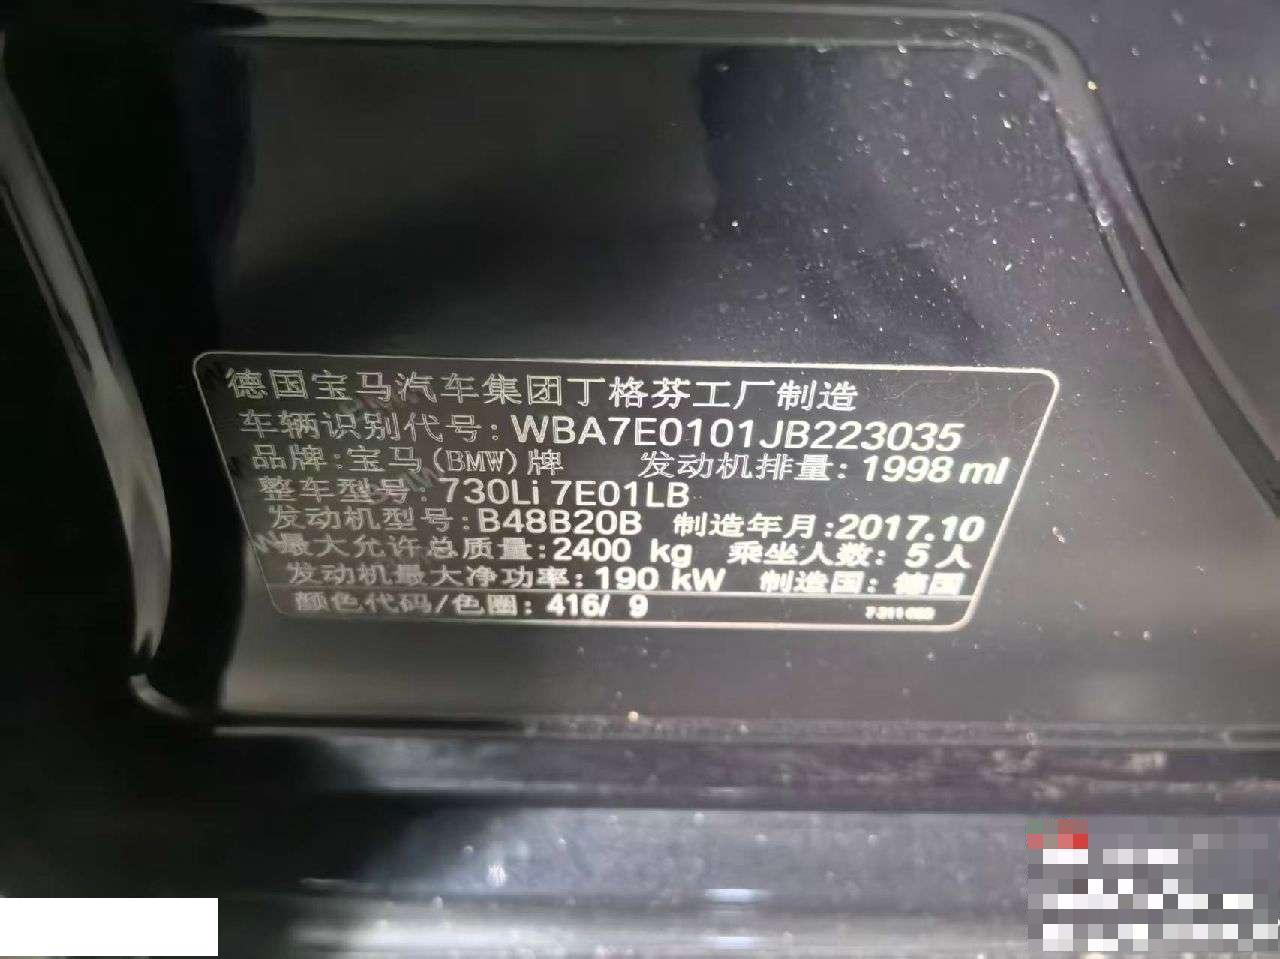 德国宝马汽车集团丁格芬工厂制造
车辆识别代号: WBA7E0101JB223035
品牌: 宝马(BMW)牌 发动机排量: 1998 ml
整车型号: 730Li 7E01LB
发动机型号: B48B20B 制造年月: 2017.10
最大允许总质量: 2400 kg 乘坐人数: 5 人
发动机最大净功率: 190 kW 制造国: 德国
颜色代码/色圈: 416/ 9